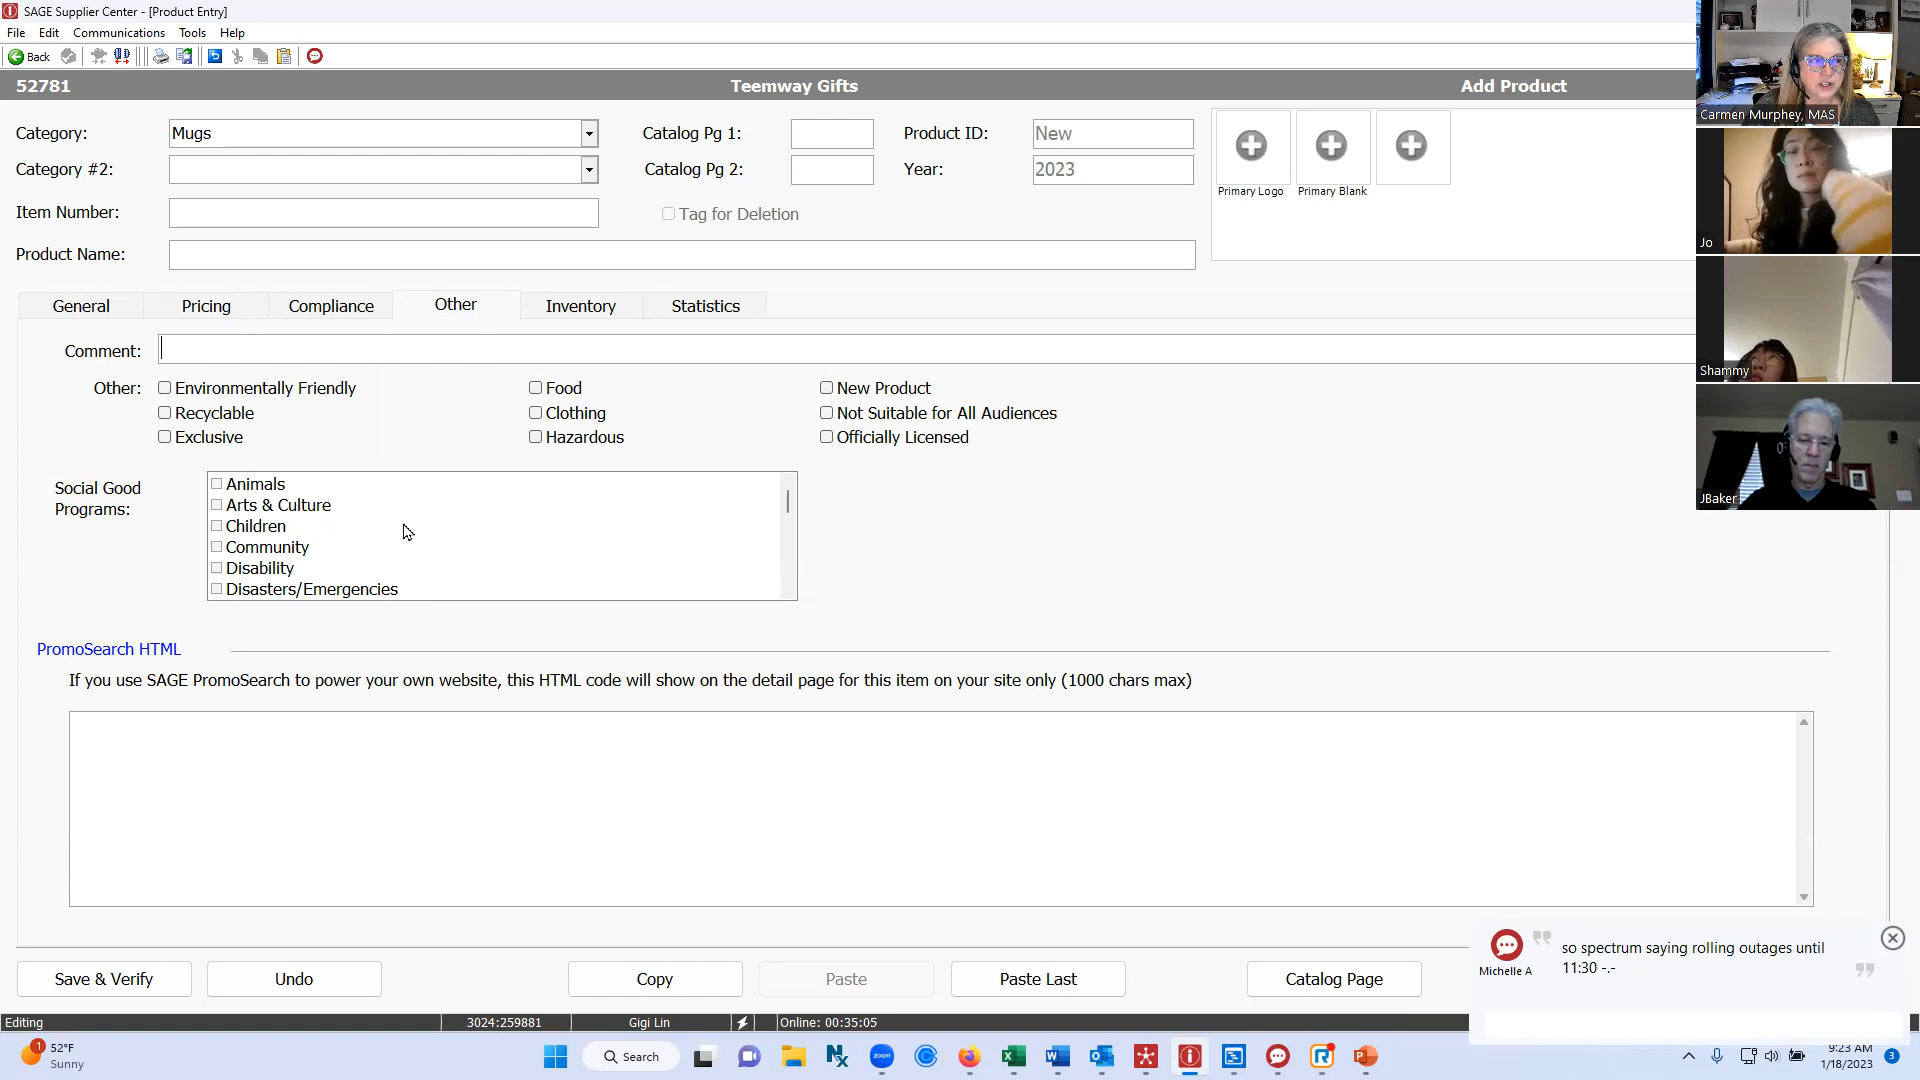 SAGE Supplier Center - [Product Entry]
File Edit Communications Tools Help
Back
52781 Teemway Gifts Add Product
Category: Mugs Catalog Pg 1: Product ID: New
Category #2: Catalog Pg 2: Year: 2023
Primary Logo Primary Blank
Item Number: Tag for Deletion
Product Name:
General Pricing Compliance Other Inventory Statistics
Comment:
Other: Environmentally Friendly Food New Product
Recyclable Clothing Not Suitable for All Audiences
Exclusive Hazardous Officially Licensed
Social Good
Programs:
Animals
Arts & Culture
Children
Community
Disability
Disasters/Emergencies
PromoSearch HTML
If you use SAGE PromoSearch to power your own website, this HTML code will show on the detail page for this item on your site only (1000 chars max)
Save & Verify Undo Copy Paste Paste Last Catalog Page
Editing 3024:259881 Gigi Lin Online: 00:35:05
Carmen Murphey, MAS
Jo
Shammy
JBaker
so spectrum saying rolling outages until
11:30 -.-
Michelle A
1
52°F
Sunny
Search
zoom
9:23 AM
1/18/2023
3